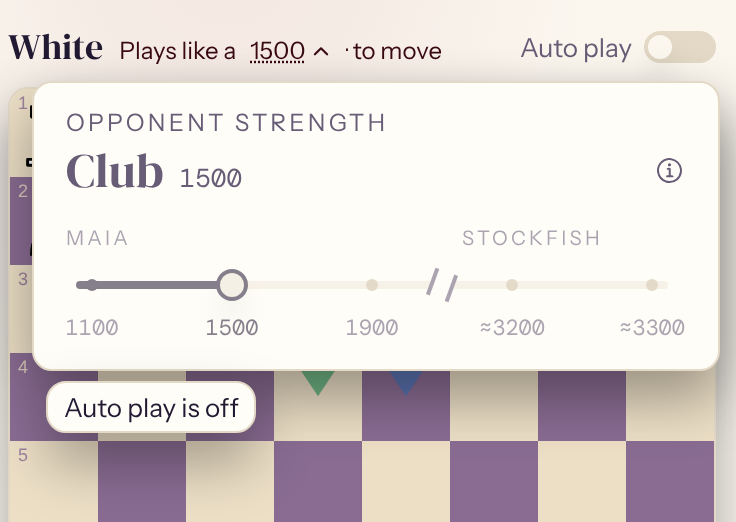 White Plays like a 1500 · to move Auto play
OPPONENT STRENGTH
Club 1500
MAIA STOCKFISH
1100 1500 1900 ≈3200 ≈3300
Auto play is off
1
2
3
4
5